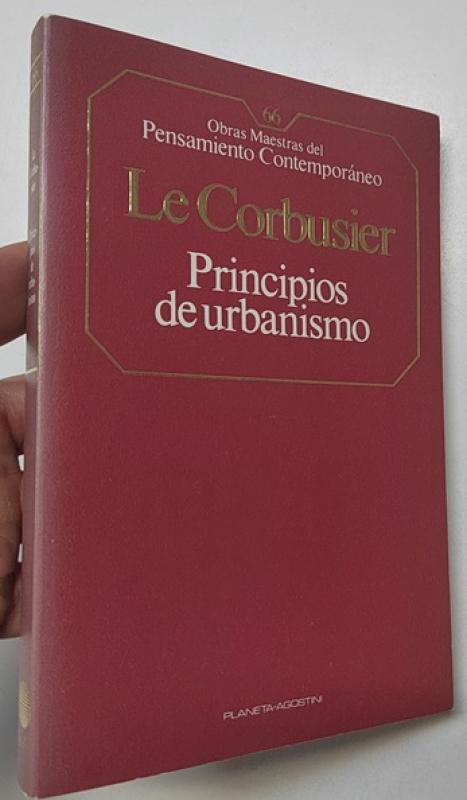 66
Obras Maestras del
Pensamiento Contemporáneo
Le Corbusier
Principios
de urbanismo
PLANETA-AGOSTINI